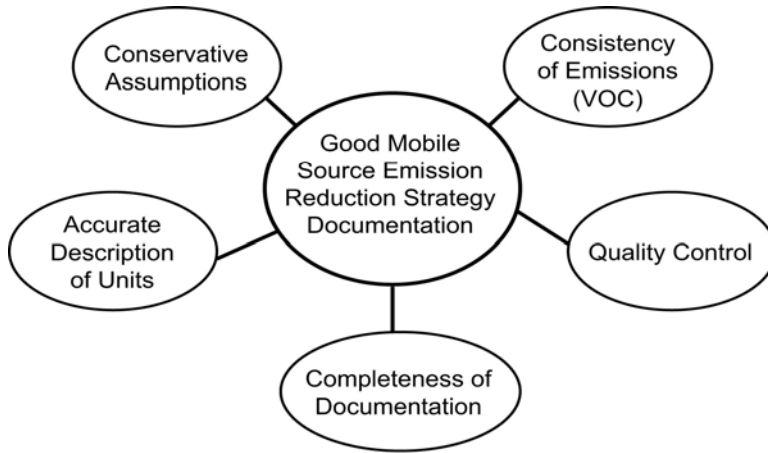 Conservative
Assumptions
Consistency
of Emissions
(VOC)
Good Mobile
Source Emission
Reduction Strategy
Documentation
Accurate
Description
of Units
Quality Control
Completeness of
Documentation